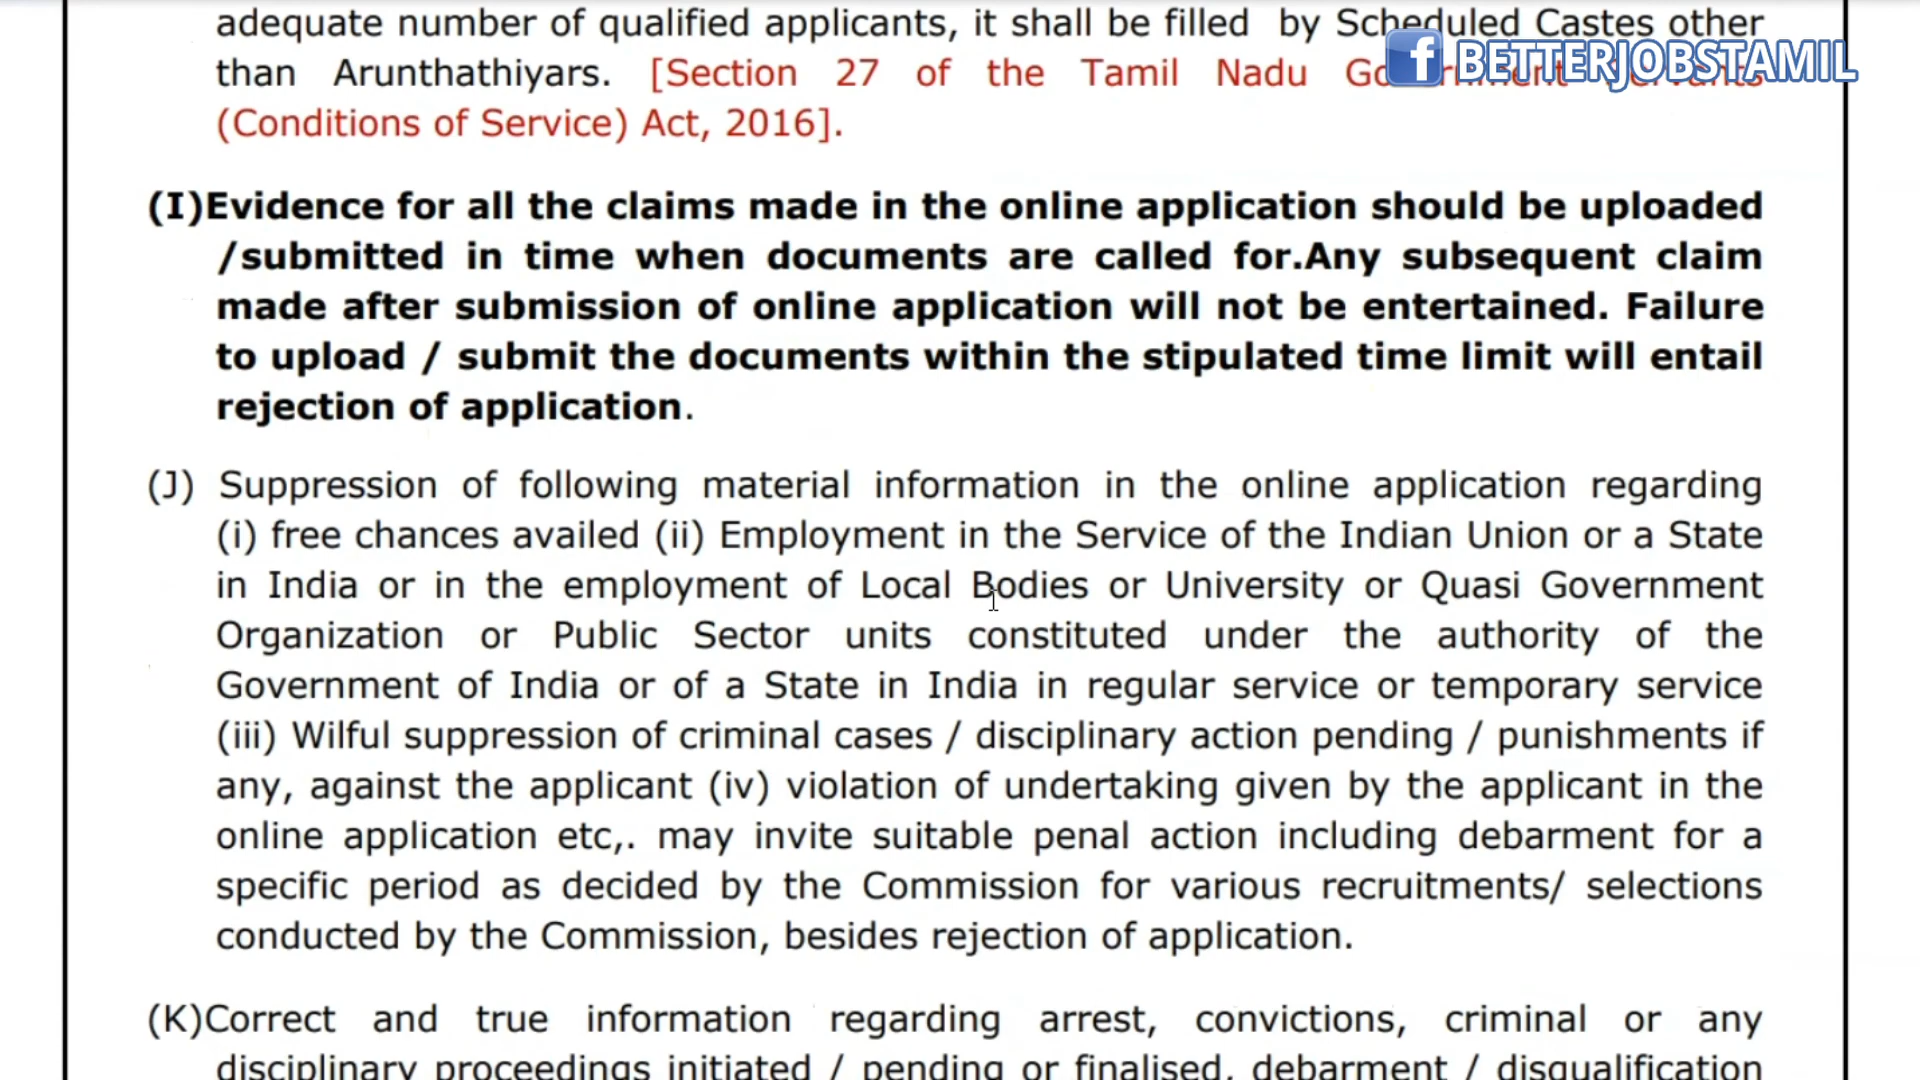 adequate number of qualified applicants, it shall be filled by Scheduled Castes other
BETTERJOBSTAMIL
than Arunthathiyars. [Section 27 of the Tamil Nadu Government Servants
(Conditions of Service) Act, 2016].
(I)Evidence for all the claims made in the online application should be uploaded
/submitted in time when documents are called for.Any subsequent claim
made after submission of online application will not be entertained. Failure
to upload / submit the documents within the stipulated time limit will entail
rejection of application.
(J) Suppression of following material information in the online application regarding
(i) free chances availed (ii) Employment in the Service of the Indian Union or a State
in India or in the employment of Local Bodies or University or Quasi Government
Organization or Public Sector units constituted under the authority of the
Government of India or of a State in India in regular service or temporary service
(iii) Wilful suppression of criminal cases / disciplinary action pending / punishments if
any, against the applicant (iv) violation of undertaking given by the applicant in the
online application etc,. may invite suitable penal action including debarment for a
specific period as decided by the Commission for various recruitments/ selections
conducted by the Commission, besides rejection of application.
(K)Correct and true information regarding arrest, convictions, criminal or any
disciplinary proceedings initiated / pending or finalised, debarment / disqualification